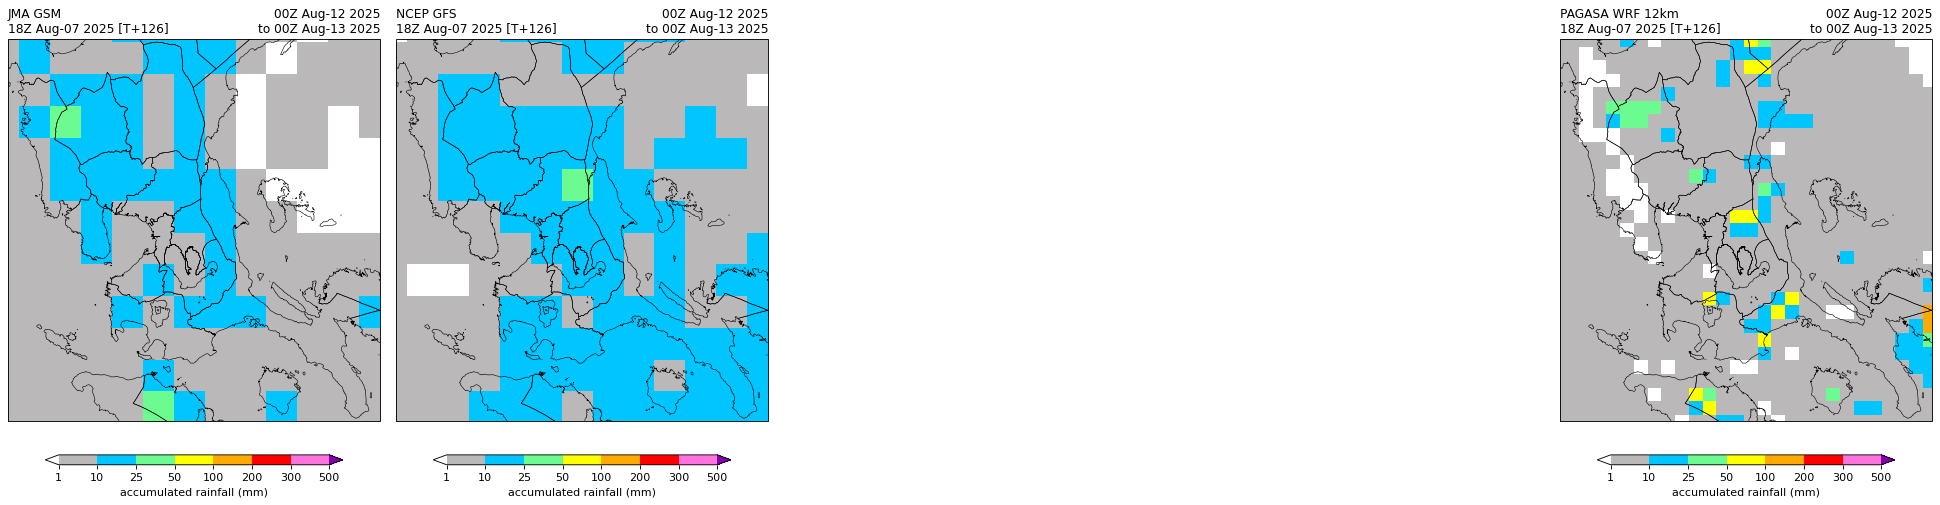 JMA GSM 00Z Aug-12 2025
18Z Aug-07 2025 [T+126] to 00Z Aug-13 2025
1 10 25 50 100 200 300 500
accumulated rainfall (mm)
NCEP GFS 00Z Aug-12 2025
18Z Aug-07 2025 [T+126] to 00Z Aug-13 2025
1 10 25 50 100 200 300 500
accumulated rainfall (mm)
PAGASA WRF 12km 00Z Aug-12 2025
18Z Aug-07 2025 [T+126] to 00Z Aug-13 2025
1 10 25 50 100 200 300 500
accumulated rainfall (mm)